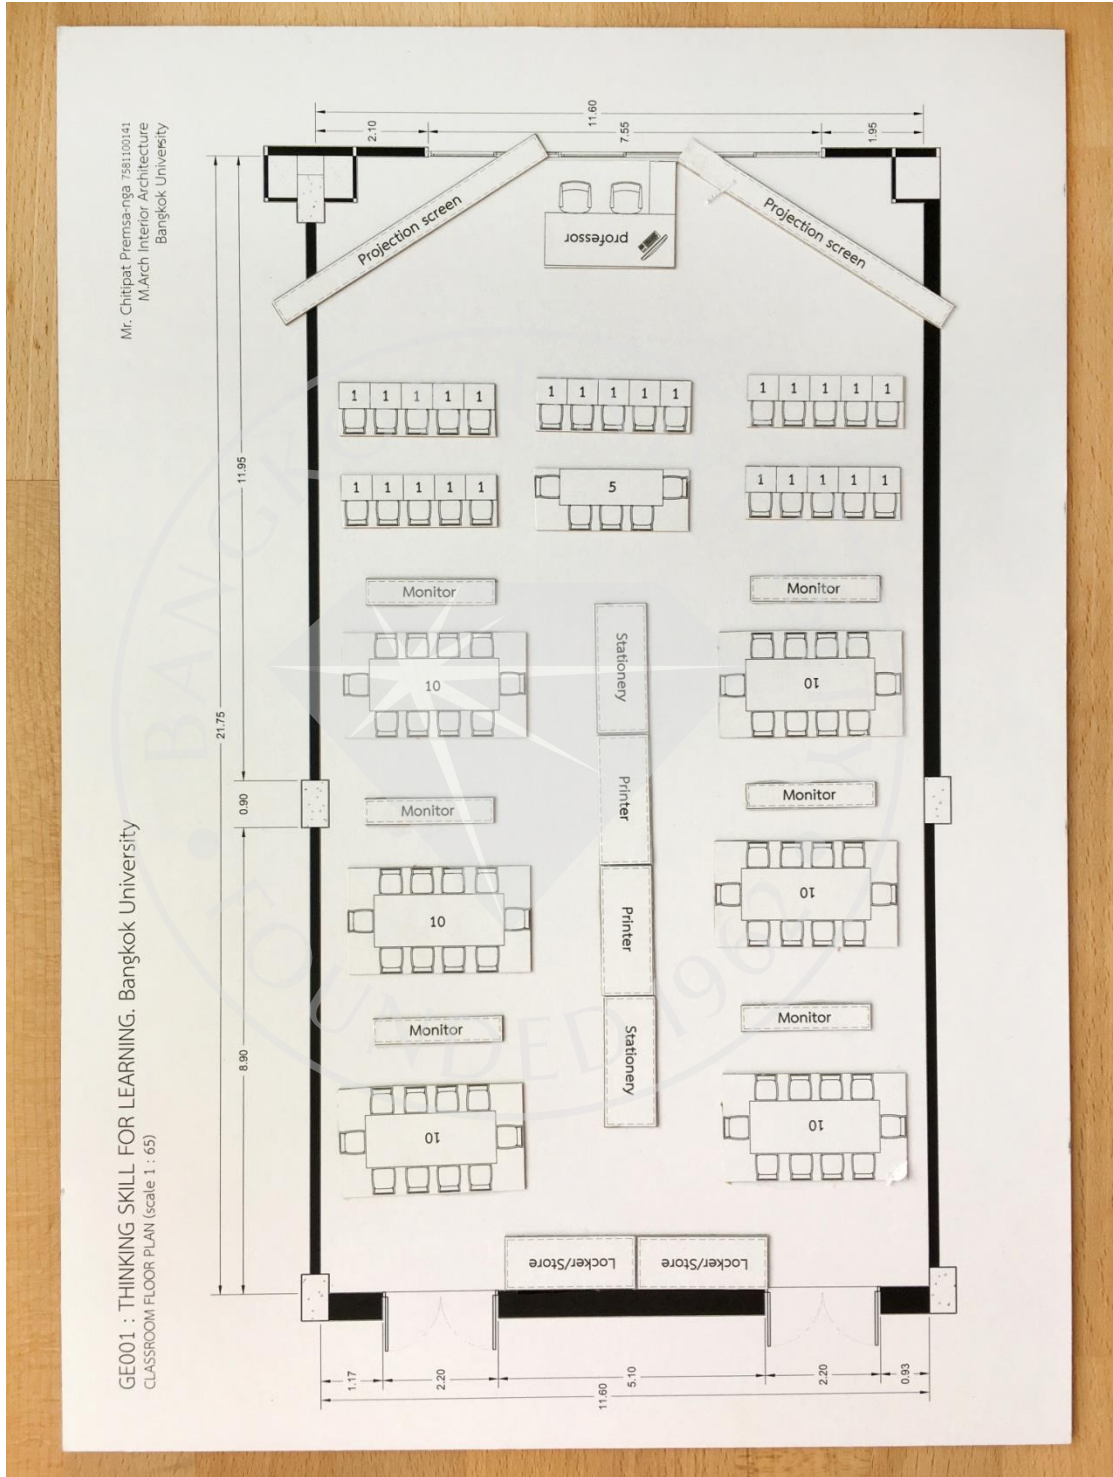 Mr. Chitipat Premsa-nga 7581100141
M.Arch Interior Architecture
Bangkok University
GE001 : THINKING SKILL FOR LEARNING. Bangkok University
CLASSROOM FLOOR PLAN (scale 1 : 65)
11.60
2.10
7.55
1.95
21.75
11.95
0.90
8.90
Projection screen
professor
Projection screen
1 1 1 1 1
1 1 1 1 1
1 1 1 1 1
1 1 1 1 1
5
1 1 1 1 1
Monitor
Monitor
10
Stationery
10
Monitor
Printer
Monitor
10
Printer
10
Monitor
Stationery
Monitor
10
10
Locker/Store
Locker/Store
1.17
2.20
5.10
2.20
0.93
11.60
BANGKOK UNIVERSITY
FOUNDED 1962